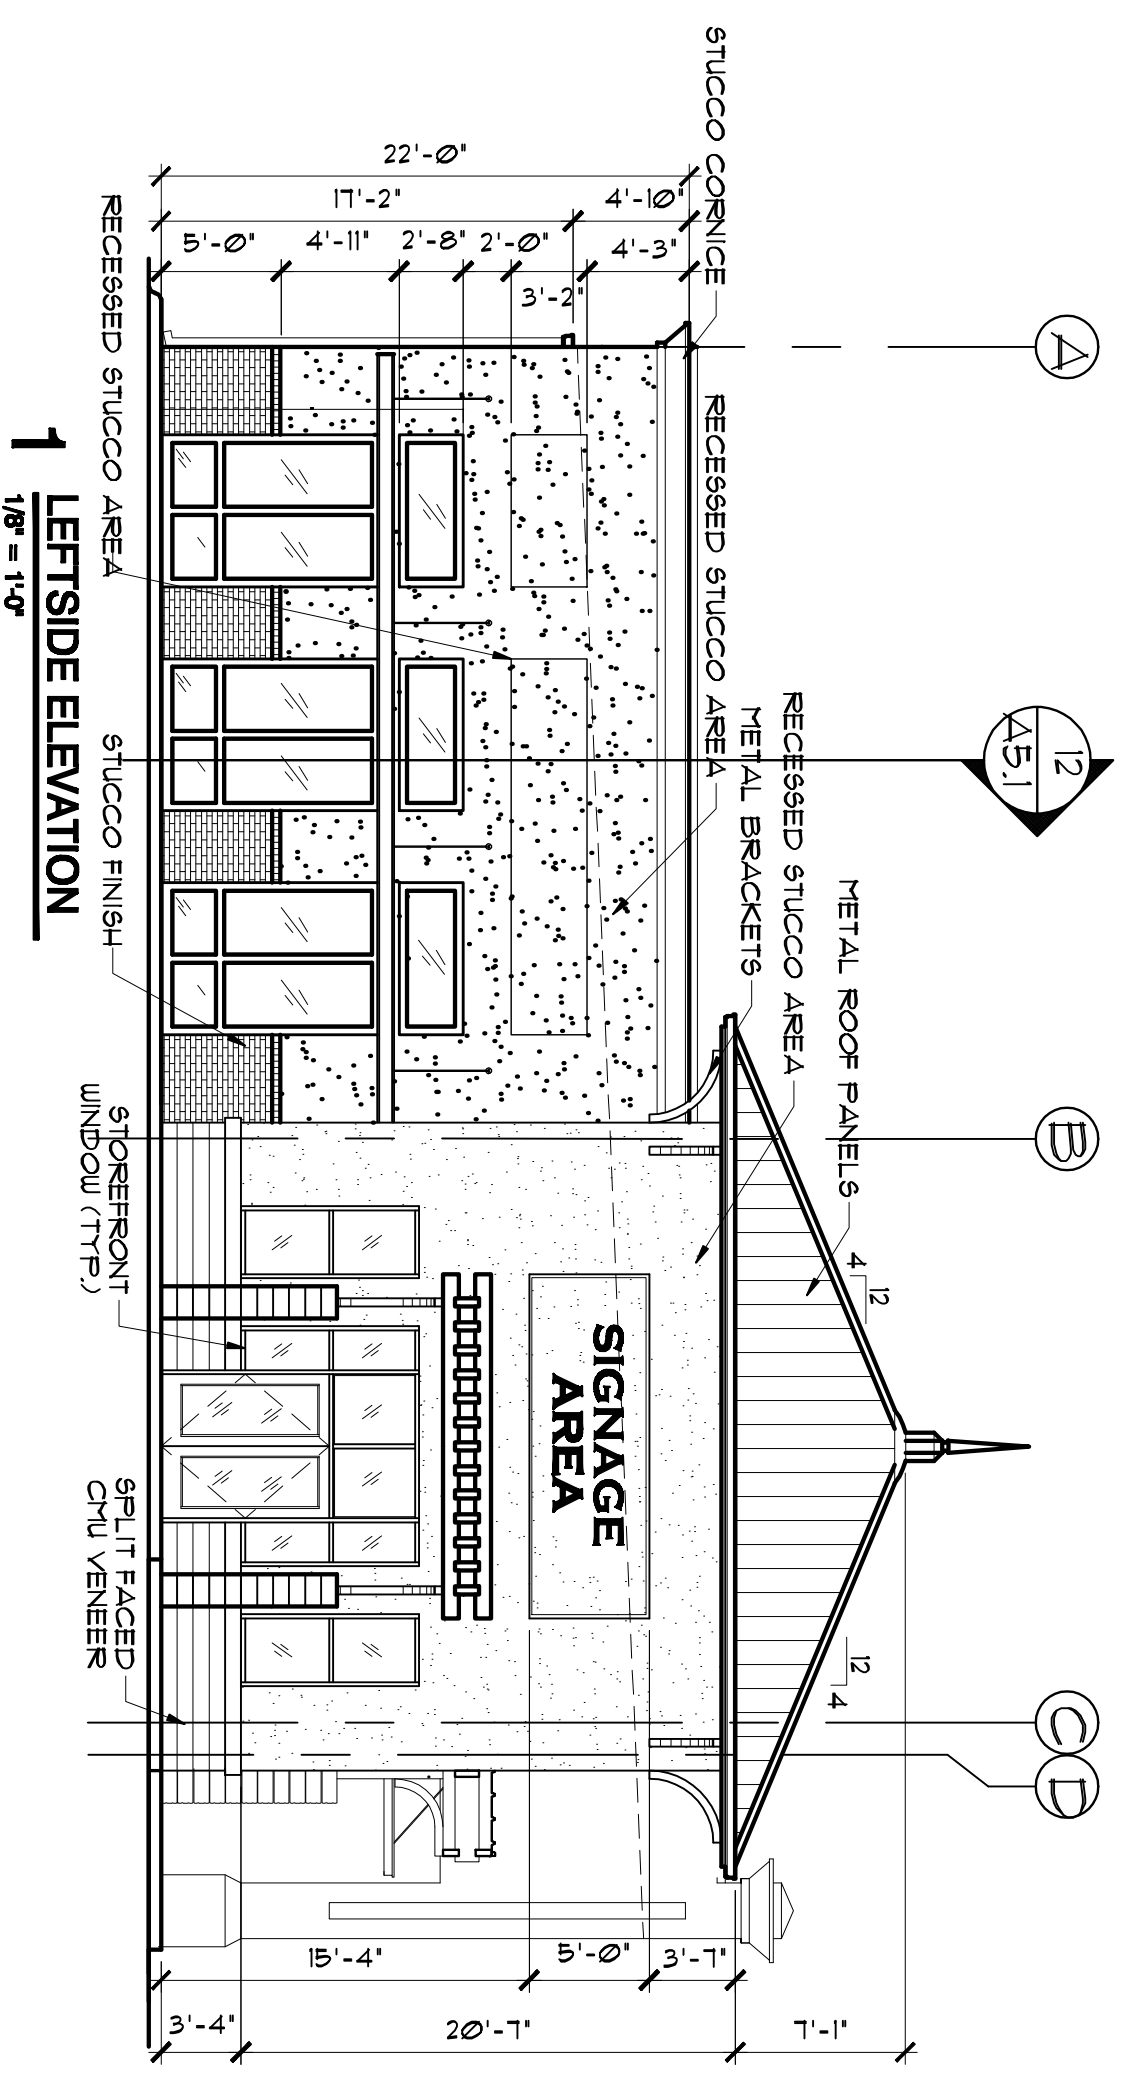 A
12
A5.1
B
C
D
STUCCO CORNICE
RECESSED STUCCO AREA
METAL BRACKETS
RECESSED STUCCO AREA
METAL ROOF PANELS
4
12
12
4
22'-0"
17'-2"
4'-10"
5'-0"
4'-11"
2'-8"
2'-0"
4'-3"
3'-2"
SIGNAGE
AREA
7'-1"
3'-7"
5'-0"
15'-4"
20'-7"
3'-4"
RECESSED STUCCO AREA
STUCCO FINISH
STOREFRONT
WINDOW (TYP.)
SPLIT FACED
CMU VENEER
1
LEFTSIDE ELEVATION
1/8" = 1'-0"